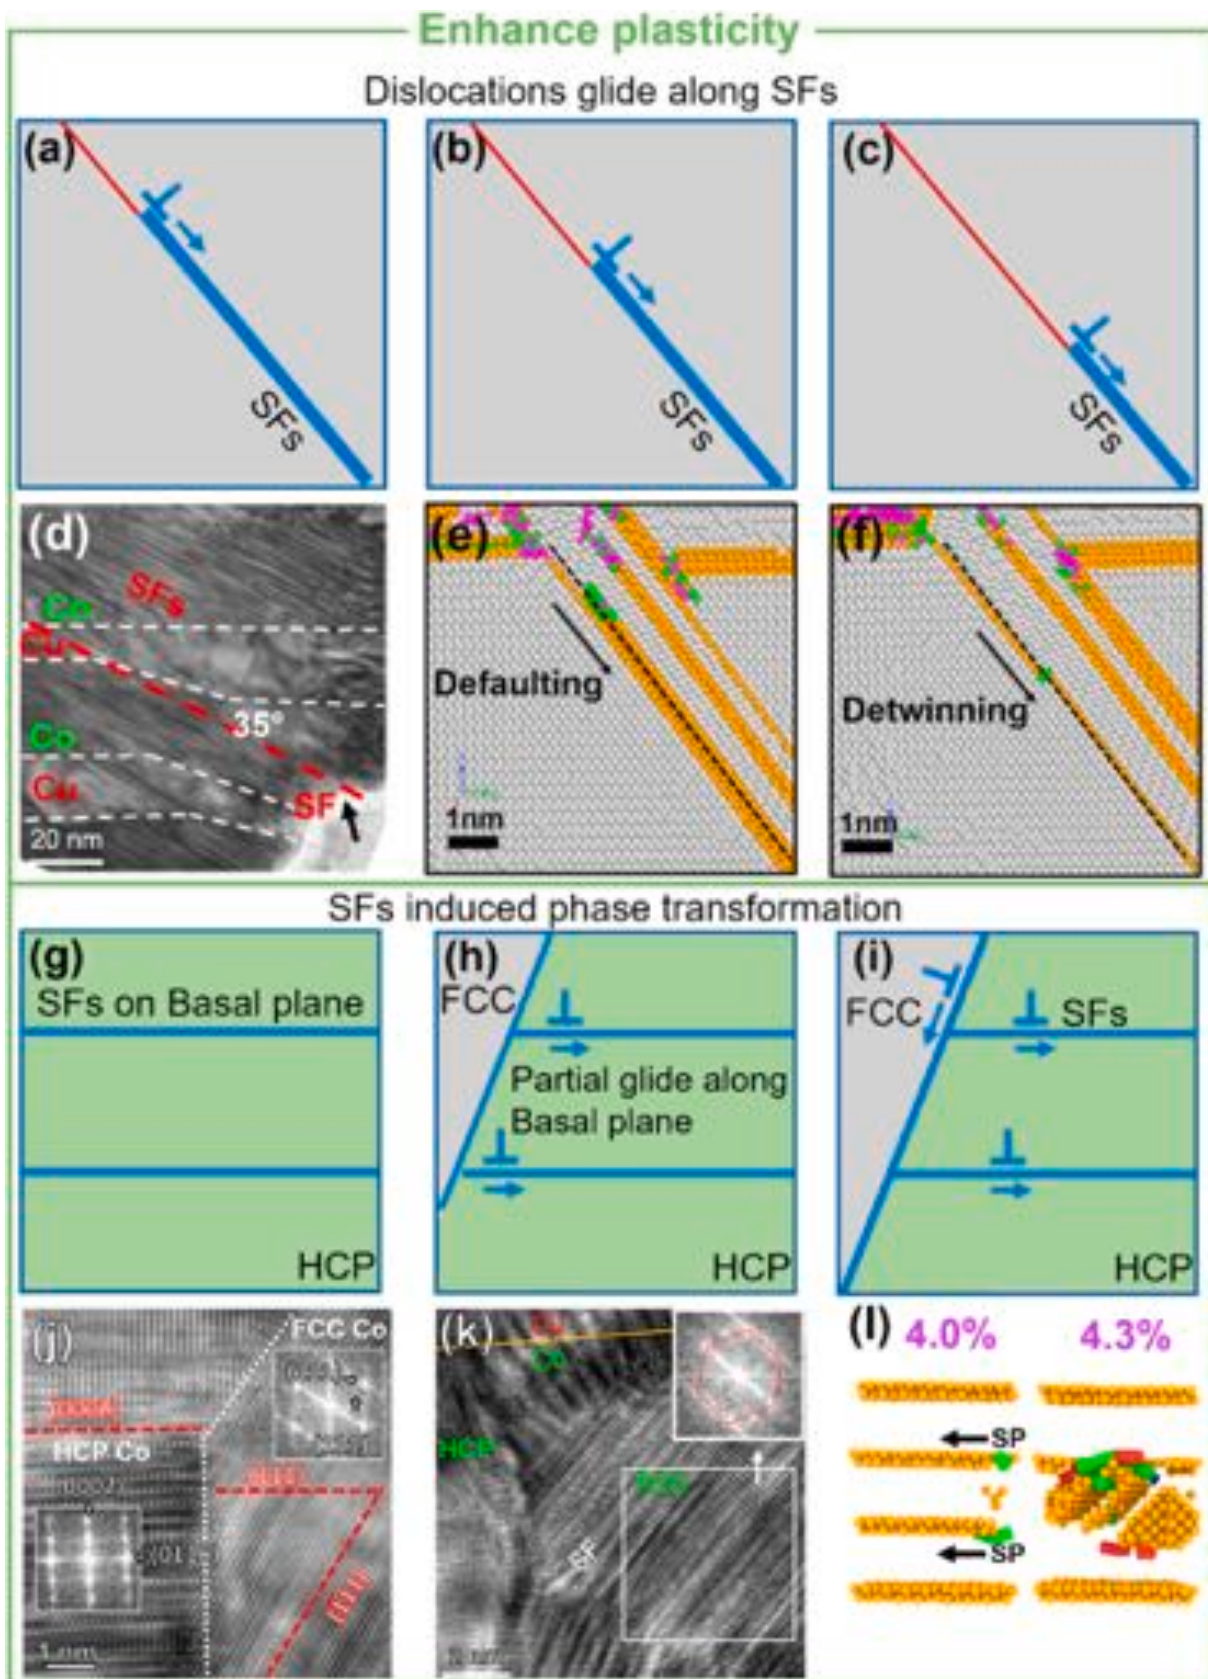 Enhance plasticity
Dislocations glide along SFs
(a)
SFs
(b)
SFs
(c)
SFs
(d)
SFs
Co
Cu
35°
Co
Cu
SF
20 nm
(e)
Defaulting
1nm
(f)
Detwinning
1nm
SFs induced phase transformation
(g)
SFs on Basal plane
HCP
(h)
FCC
Partial glide along
Basal plane
HCP
(i)
FCC
SFs
HCP
(j)
FCC Co
HCP Co
1 nm
(k)
Co
HCP
SF
(l)
4.0%
4.3%
SP
SP